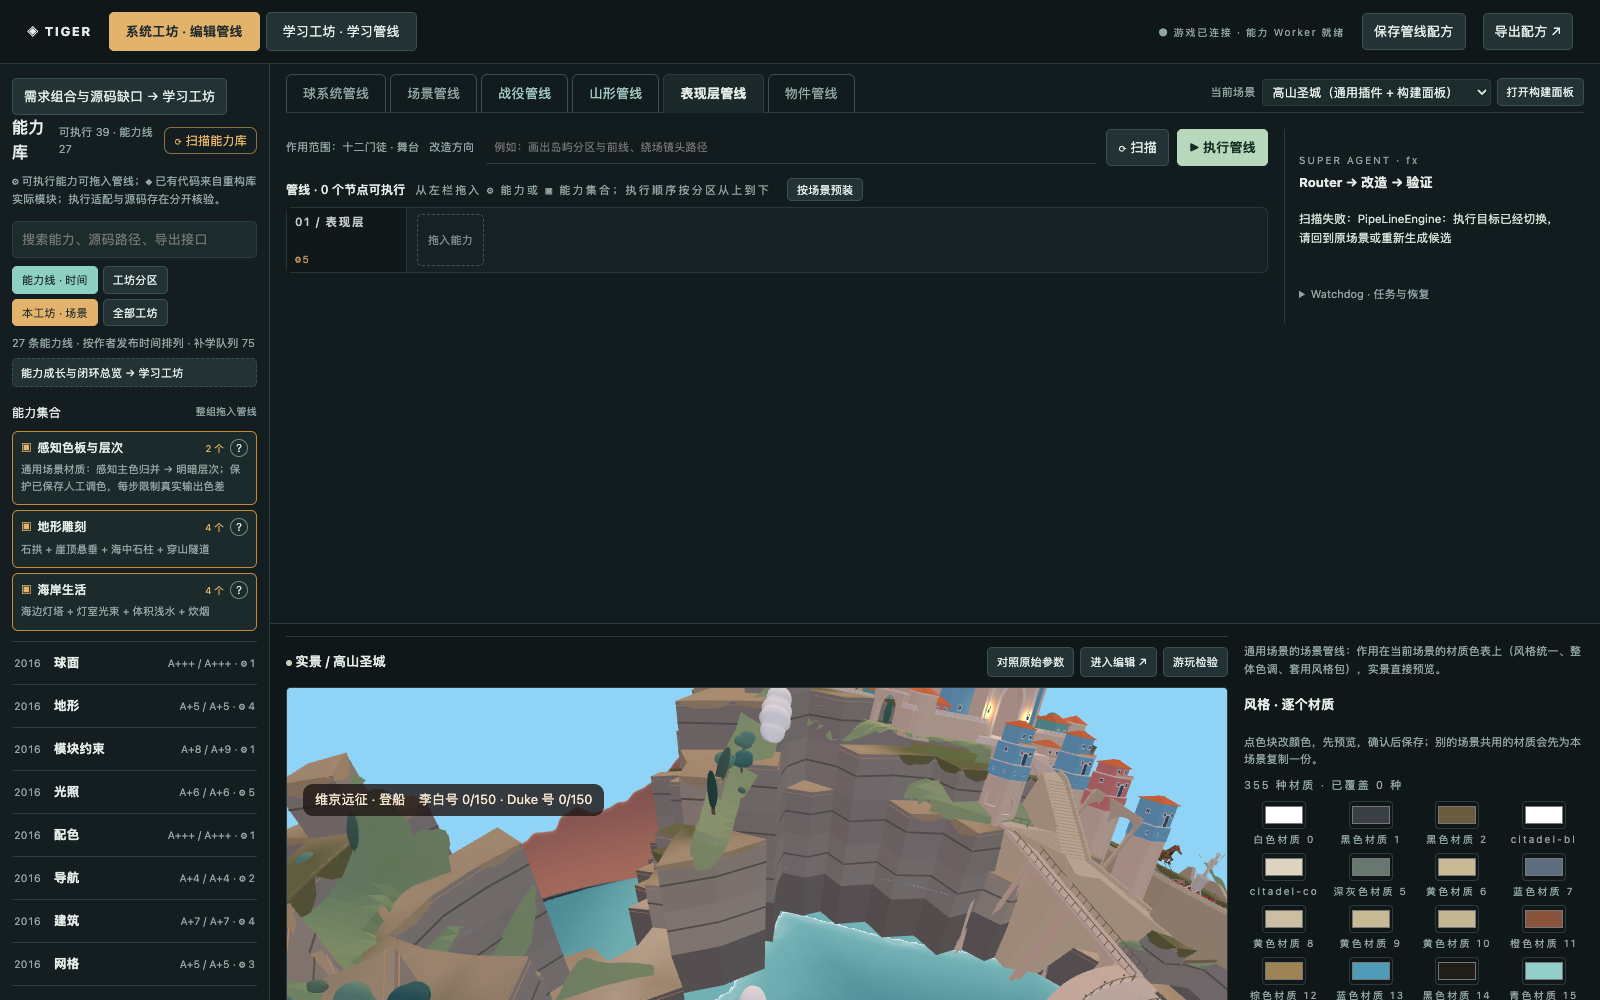 ◈ TIGER
系统工坊 · 编辑管线
学习工坊 · 学习管线
游戏已连接 · 能力 Worker 就绪
保存管线配方
导出配方 ↗
需求组合与源码缺口 → 学习工坊
能力库
可执行 39 · 能力线 27
⟳ 扫描能力库
⚙ 可执行能力可拖入管线；◆ 已有代码来自重构库实际模块；执行适配与源码存在分开核验。
搜索能力、源码路径、导出接口
能力线 · 时间
工坊分区
本工坊 · 场景
全部工坊
27 条能力线 · 按作者发布时间排列 · 补学队列 75
能力成长与闭环总览 → 学习工坊
能力集合
整组拖入管线
▣ 感知色板与层次
2 个 ?
通用场景材质：感知主色归并 → 明暗层次；保护已保存人工调色，每步限制真实输出色差
▣ 地形雕刻
4 个 ?
石拱 + 崖顶悬垂 + 海中石柱 + 穿山隧道
▣ 海岸生活
4 个 ?
海边灯塔 + 灯室光束 + 体积浅水 + 炊烟
2016 球面 A+++ / A+++ · ⚙ 1
2016 地形 A+5 / A+5 · ⚙ 4
2016 模块约束 A+8 / A+9 · ⚙ 1
2016 光照 A+6 / A+6 · ⚙ 5
2016 配色 A+++ / A+++ · ⚙ 1
2016 导航 A+4 / A+4 · ⚙ 2
2016 建筑 A+7 / A+7 · ⚙ 4
2016 网格 A+5 / A+5 · ⚙ 3
球系统管线
场景管线
战役管线
山形管线
表现层管线
物件管线
当前场景
高山圣城（通用插件 + 构建面板）
打开构建面板
作用范围：十二门徒 · 舞台
改造方向
例如：画出岛屿分区与前线、绕场镜头路径
⟳ 扫描
▶ 执行管线
管线 · 0 个节点可执行
从左栏拖入 ⚙ 能力或 ▣ 能力集合；执行顺序按分区从上到下
按场景预装
01 / 表现层
⚙5
拖入能力
SUPER AGENT · fx
Router → 改造 → 验证
扫描失败：PipeLineEngine：执行目标已经切换，
请回到原场景或重新生成候选
▶ Watchdog · 任务与恢复
实景 / 高山圣城
对照原始参数
进入编辑 ↗
游玩检验
维京远征 · 登船 李白号 0/150 · Duke 号 0/150
通用场景的场景管线：作用在当前场景的材质色表上（风格统一、整体色调、套用风格包），实景直接预览。
风格 · 逐个材质
点色块改颜色，先预览，确认后保存；别的场景共用的材质会先为本场景复制一份。
355 种材质 · 已覆盖 0 种
白色材质 0
黑色材质 1
黑色材质 2
citadel-bl
citadel-co
深灰色材质 5
黄色材质 6
蓝色材质 7
黄色材质 8
黄色材质 9
黄色材质 10
橙色材质 11
棕色材质 12
蓝色材质 13
黑色材质 14
青色材质 15